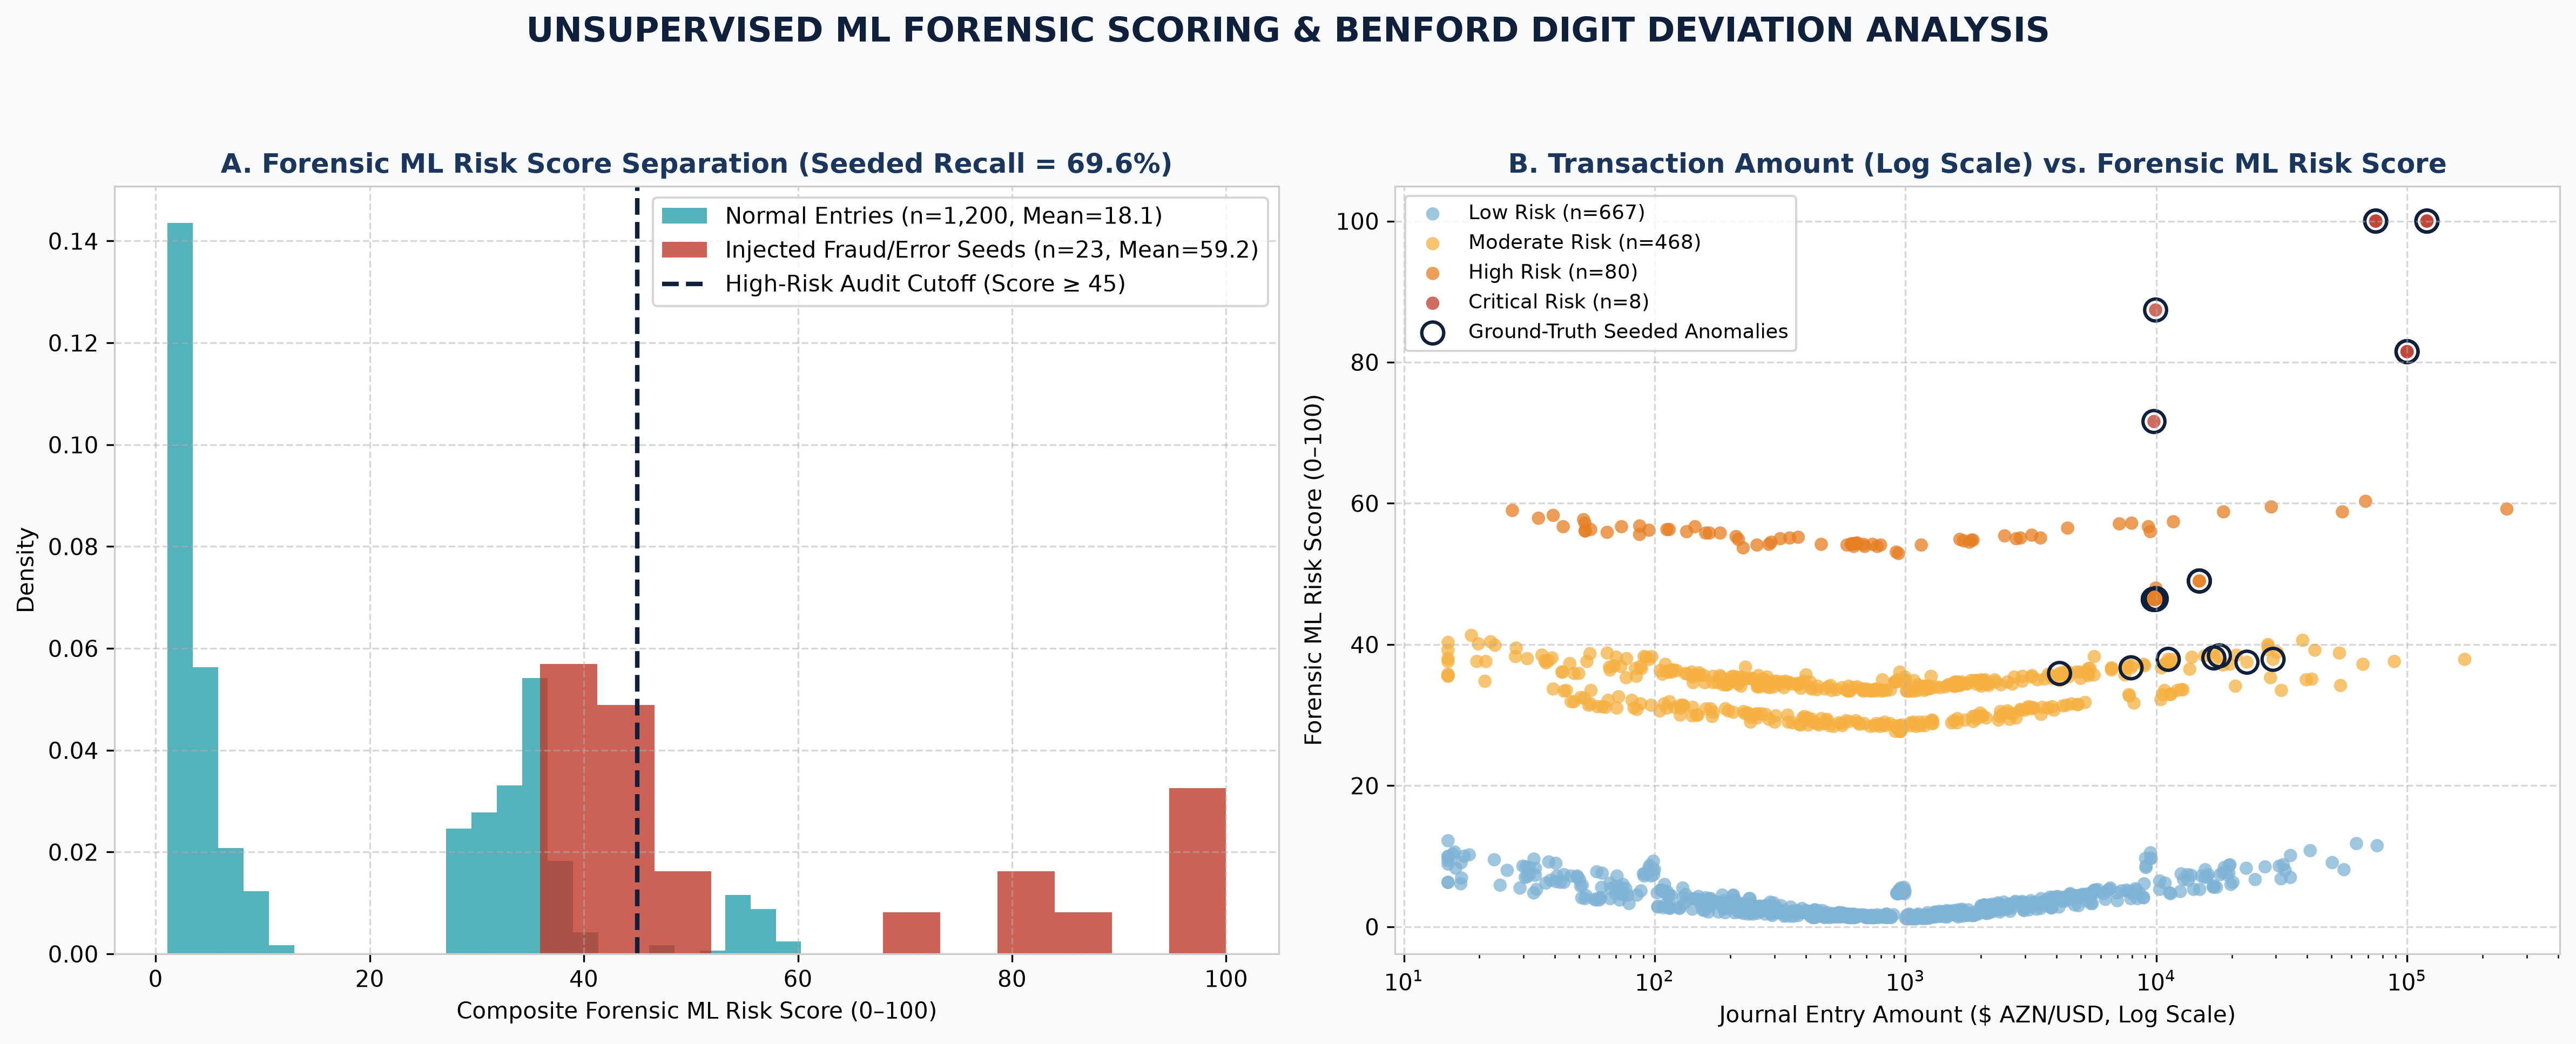 UNSUPERVISED ML FORENSIC SCORING & BENFORD DIGIT DEVIATION ANALYSIS
A. Forensic ML Risk Score Separation (Seeded Recall = 69.6%)
Normal Entries (n=1,200, Mean=18.1)
Injected Fraud/Error Seeds (n=23, Mean=59.2)
High-Risk Audit Cutoff (Score ≥ 45)
Density
0.14
0.12
0.10
0.08
0.06
0.04
0.02
0.00
0 20 40 60 80 100
Composite Forensic ML Risk Score (0–100)
B. Transaction Amount (Log Scale) vs. Forensic ML Risk Score
Low Risk (n=667)
Moderate Risk (n=468)
High Risk (n=80)
Critical Risk (n=8)
Ground-Truth Seeded Anomalies
Forensic ML Risk Score (0–100)
100
80
60
40
20
0
10¹ 10² 10³ 10⁴ 10⁵
Journal Entry Amount ($ AZN/USD, Log Scale)